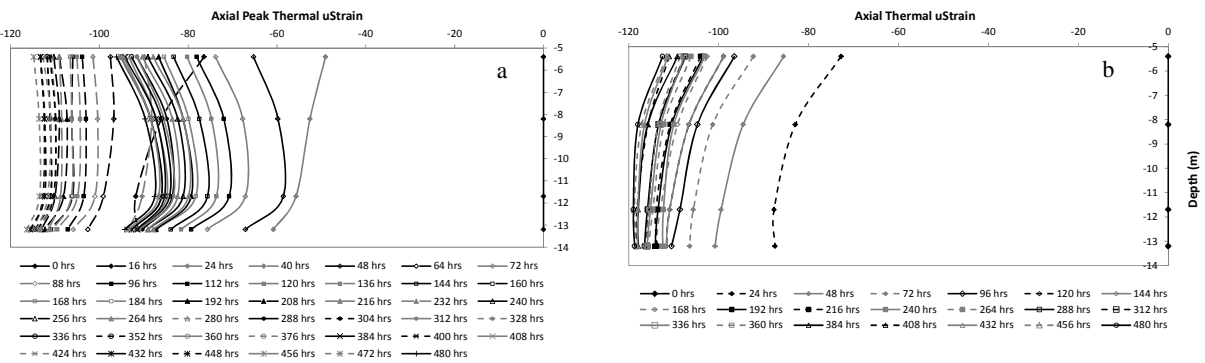 Axial Peak Thermal uStrain
-120 -100 -80 -60 -40 -20 0
-5
-6
-7
-8
-9
-10
-11
-12
-13
-14
a
0 hrs 16 hrs 24 hrs 40 hrs 48 hrs 64 hrs 72 hrs
88 hrs 96 hrs 112 hrs 120 hrs 136 hrs 144 hrs 160 hrs
168 hrs 184 hrs 192 hrs 208 hrs 216 hrs 232 hrs 240 hrs
256 hrs 264 hrs 280 hrs 288 hrs 304 hrs 312 hrs 328 hrs
336 hrs 352 hrs 360 hrs 376 hrs 384 hrs 400 hrs 408 hrs
424 hrs 432 hrs 448 hrs 456 hrs 472 hrs 480 hrs
Axial Thermal uStrain
-120 -100 -80 -60 -40 -20 0
-5
-6
-7
-8
-9
-10
-11
-12
-13
-14
b
Depth (m)
0 hrs 24 hrs 48 hrs 72 hrs 96 hrs 120 hrs 144 hrs
168 hrs 192 hrs 216 hrs 240 hrs 264 hrs 288 hrs 312 hrs
336 hrs 360 hrs 384 hrs 408 hrs 432 hrs 456 hrs 480 hrs